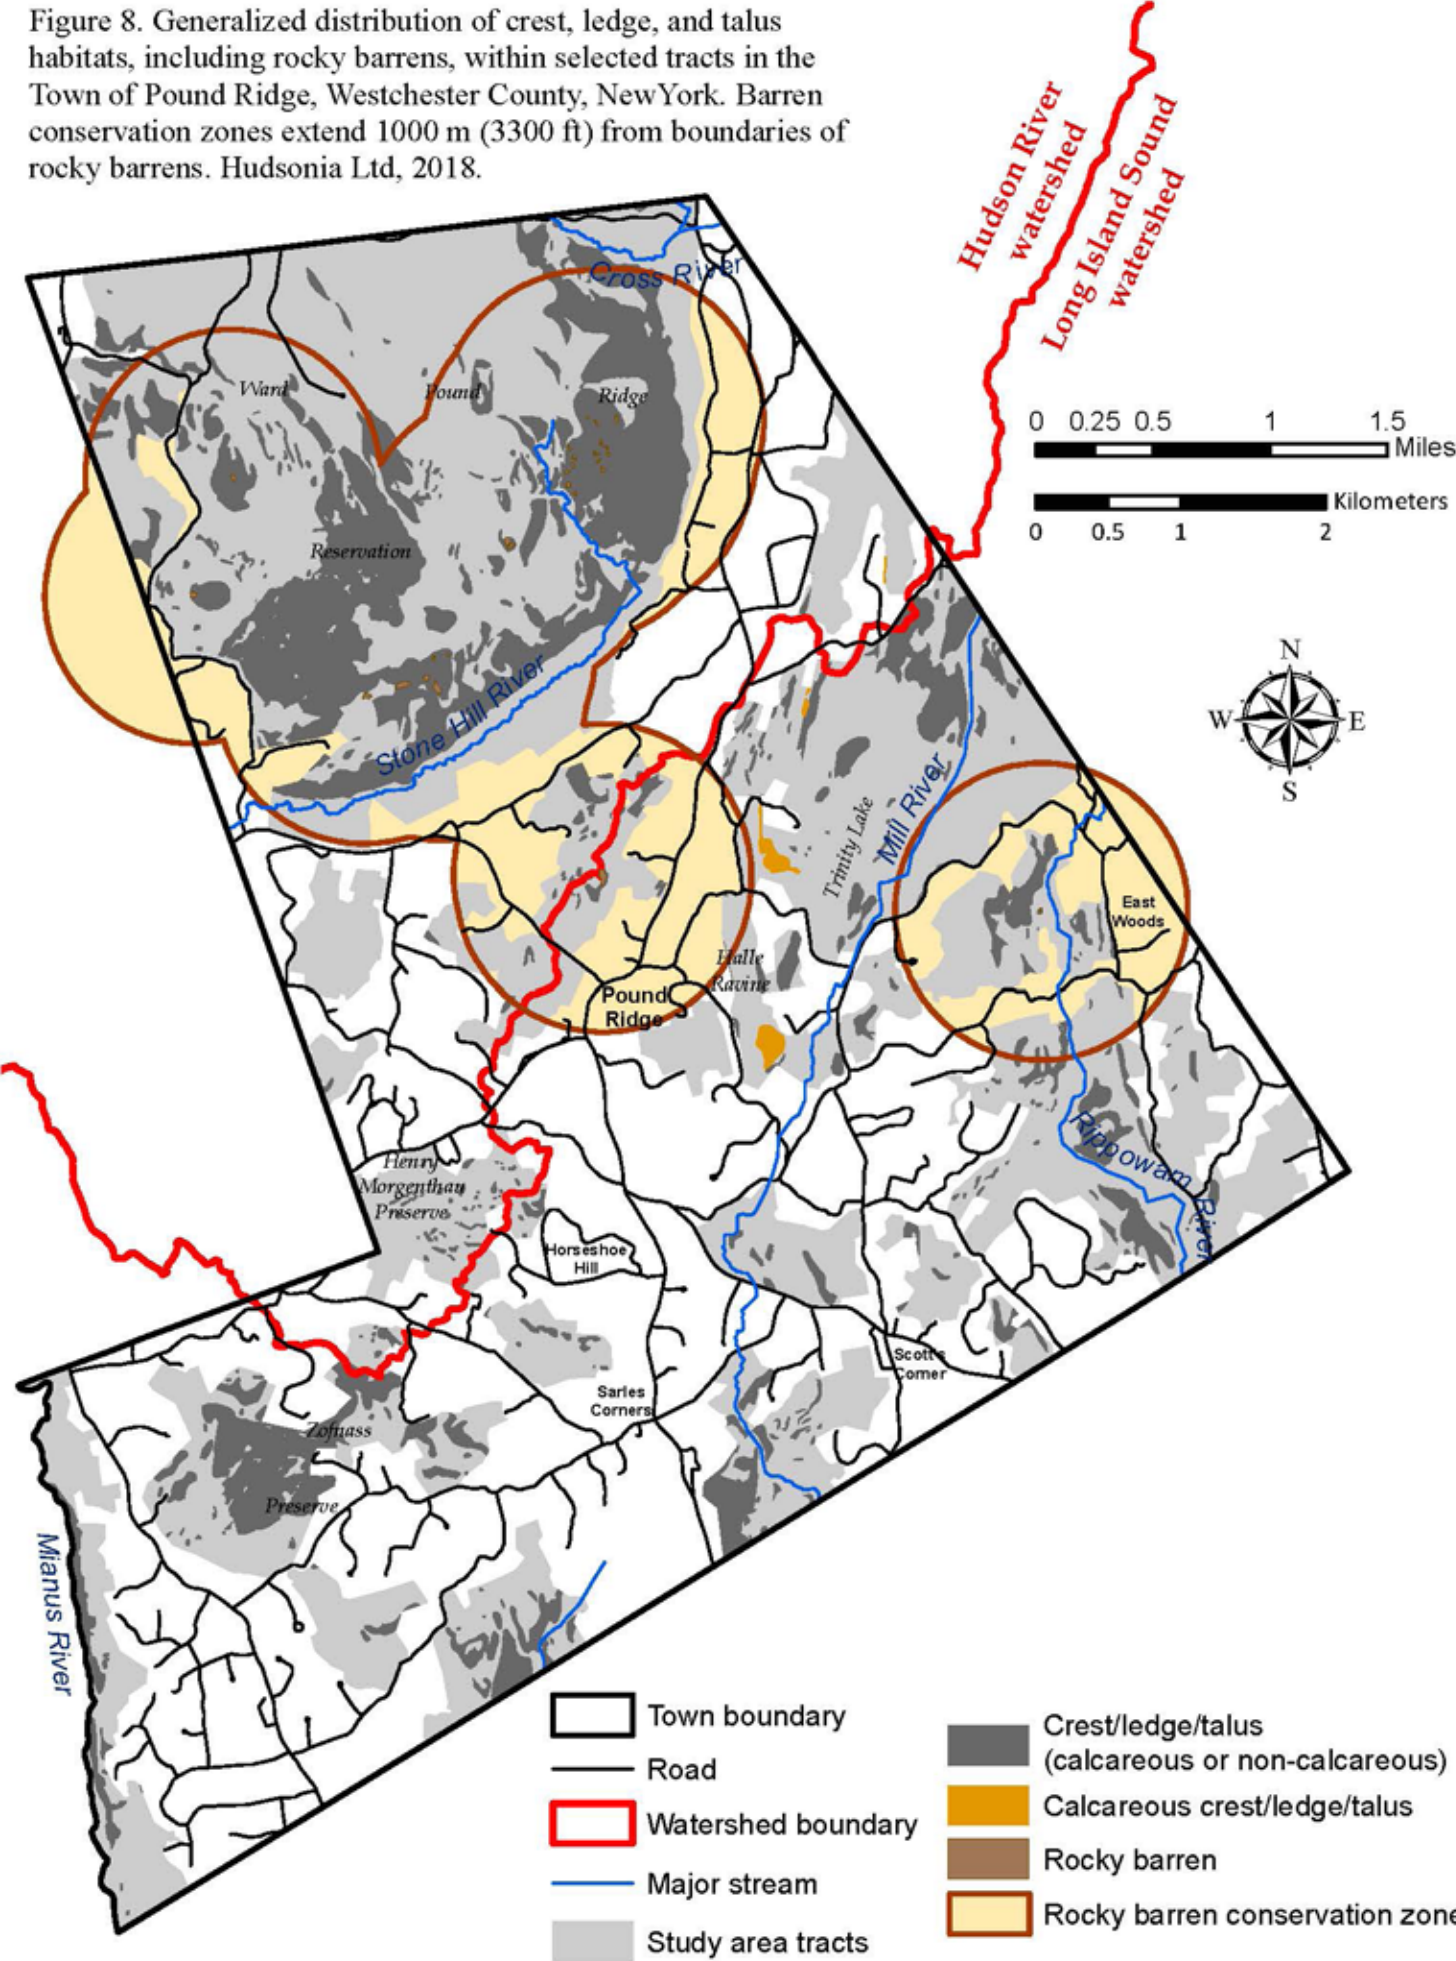 Figure 8. Generalized distribution of crest, ledge, and talus
habitats, including rocky barrens, within selected tracts in the
Town of Pound Ridge, Westchester County, NewYork. Barren
conservation zones extend 1000 m (3300 ft) from boundaries of
rocky barrens. Hudsonia Ltd, 2018.
Hudson River
watershed
Long Island Sound
watershed
Cross River
Ward
Pound
Ridge
Reservation
0 0.25 0.5 1 1.5
Miles
Kilometers
0 0.5 1 2
N
W E
S
Stone Hill River
Trinity Lake
Mill River
East
Woods
Halle
Ravine
Pound
Ridge
Rippowam River
Henry
Morgenthau
Preserve
Horseshoe
Hill
Scott's
Corner
Sarles
Corners
Zofnass
Preserve
Mianus River
Town boundary
Road
Watershed boundary
Major stream
Study area tracts
Crest/ledge/talus
(calcareous or non-calcareous)
Calcareous crest/ledge/talus
Rocky barren
Rocky barren conservation zone